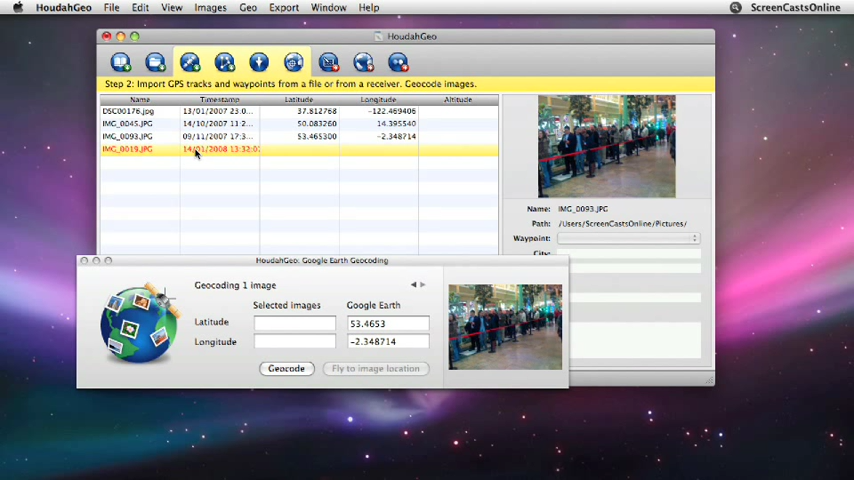 HoudahGeo File Edit View Images Geo Export Window Help ScreenCastsOnline
HoudahGeo
Step 2: Import GPS tracks and waypoints from a file or from a receiver. Geocode images.
Name Timestamp Latitude Longitude Altitude
DSC00176.jpg 13/01/2007 23:0... 37.812768 -122.469406
IMG_0045.JPG 14/10/2007 11:2... 50.083260 14.395540
IMG_0093.JPG 09/11/2007 17:3... 53.465300 -2.348714
IMG_0019.JPG 14/01/2008 13:32:0
Name: IMG_0093.JPG
Path: /Users/ScreenCastsOnline/Pictures/
Waypoint:
City:
HoudahGeo: Google Earth Geocoding
Geocoding 1 image
Selected images Google Earth
Latitude 53.4653
Longitude -2.348714
Geocode Fly to image location